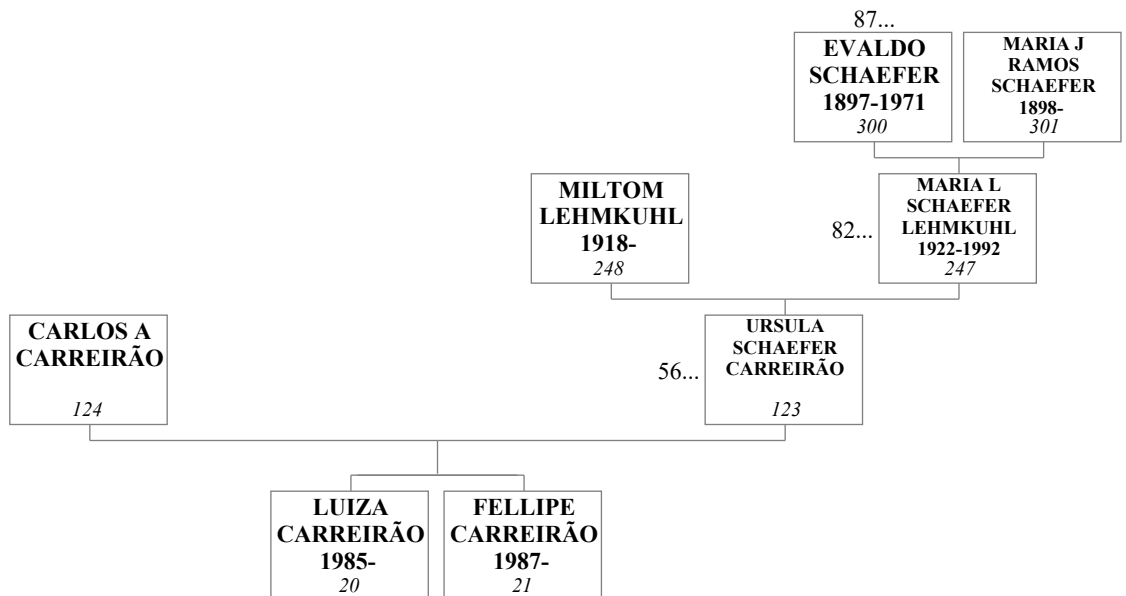 87...
EVALDO
SCHAEFER
1897-1971
300
MARIA J
RAMOS
SCHAEFER
1898-
301
MILTOM
LEHMKUHL
1918-
248
82...
MARIA L
SCHAEFER
LEHMKUHL
1922-1992
247
CARLOS A
CARREIRÃO
124
56...
URSULA
SCHAEFER
CARREIRÃO
123
LUIZA
CARREIRÃO
1985-
20
FELLIPE
CARREIRÃO
1987-
21